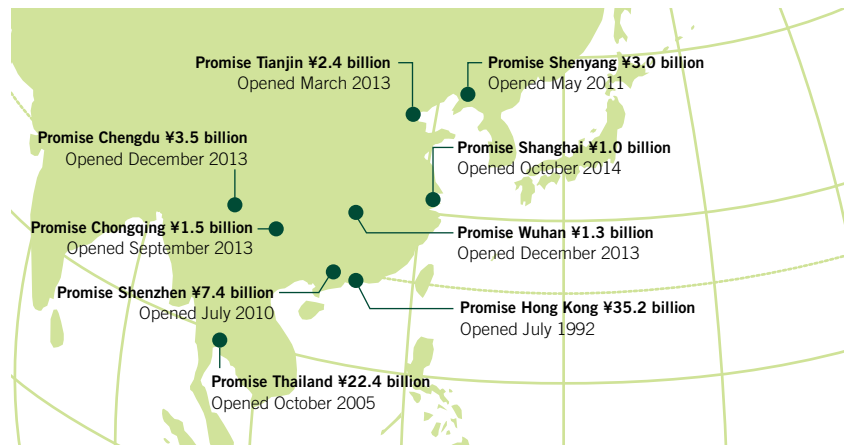 Promise Tianjin ¥2.4 billion
Opened March 2013
Promise Shenyang ¥3.0 billion
Opened May 2011
Promise Chengdu ¥3.5 billion
Opened December 2013
Promise Shanghai ¥1.0 billion
Opened October 2014
Promise Chongqing ¥1.5 billion
Opened September 2013
Promise Wuhan ¥1.3 billion
Opened December 2013
Promise Shenzhen ¥7.4 billion
Opened July 2010
Promise Hong Kong ¥35.2 billion
Opened July 1992
Promise Thailand ¥22.4 billion
Opened October 2005